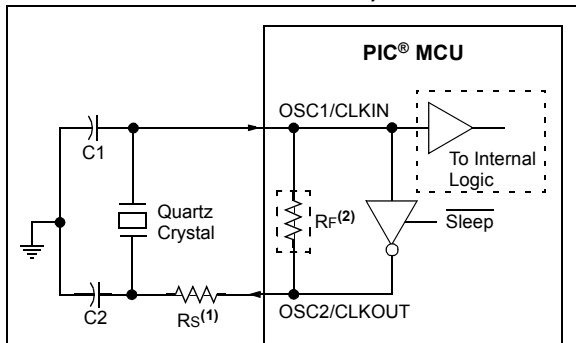 PIC® MCU
OSC1/CLKIN
C1
To Internal
Logic
Quartz
Crystal
RF(2)
Sleep
C2
RS(1)
OSC2/CLKOUT